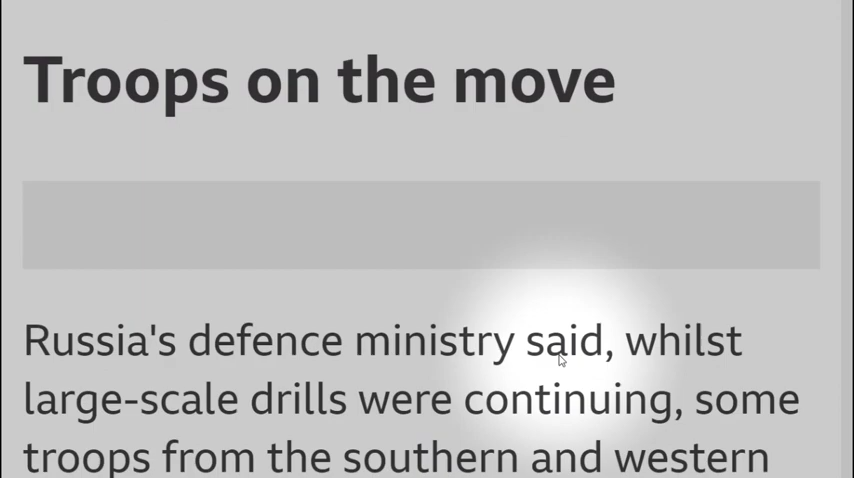 Troops on the move
Russia's defence ministry said, whilst
large-scale drills were continuing, some
troops from the southern and western